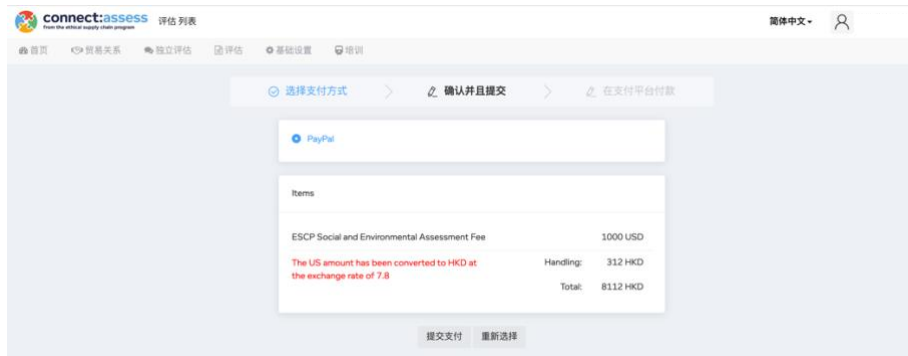 connect:assess 评估列表 简体中文
From the ethical supply chain program
首页 贸易关系 独立评估 评估 基础设置 培训
选择支付方式 确认并且提交 在支付平台付款
PayPal
Items
ESCP Social and Environmental Assessment Fee 1000 USD
The US amount has been converted to HKD at Handling: 312 HKD
the exchange rate of 7.8
Total: 8112 HKD
提交支付 重新选择